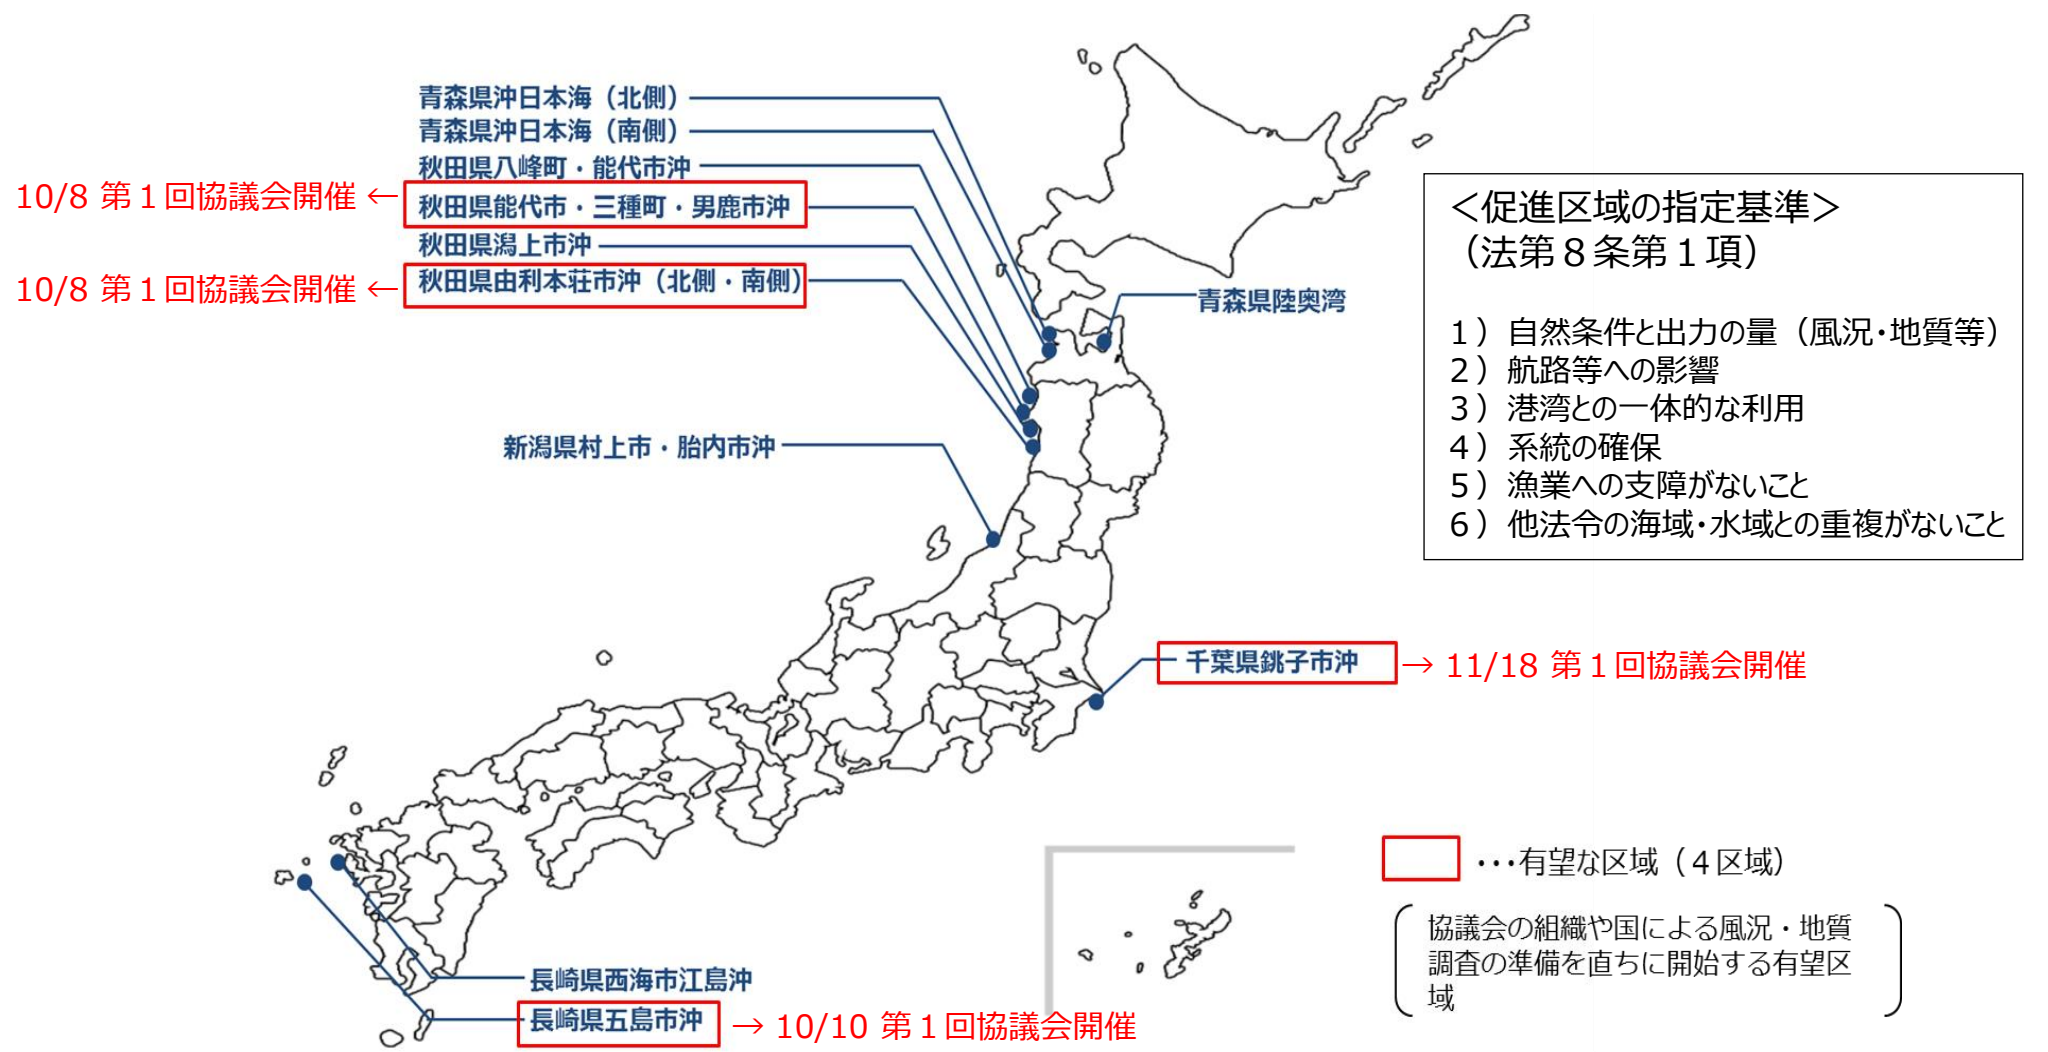 青森県沖日本海（北側）
青森県沖日本海（南側）
秋田県八峰町・能代市沖
10/8 第１回協議会開催 ←
秋田県能代市・三種町・男鹿市沖
秋田県潟上市沖
10/8 第１回協議会開催 ←
秋田県由利本荘市沖（北側・南側）
青森県陸奥湾
新潟県村上市・胎内市沖
＜促進区域の指定基準＞
（法第８条第１項）
１）自然条件と出力の量（風況・地質等）
２）航路等への影響
３）港湾との一体的な利用
４）系統の確保
５）漁業への支障がないこと
６）他法令の海域・水域との重複がないこと
千葉県銚子市沖
→ 11/18 第１回協議会開催
長崎県西海市江島沖
長崎県五島市沖
→ 10/10 第１回協議会開催
・・・有望な区域（４区域）
協議会の組織や国による風況・地質
調査の準備を直ちに開始する有望区
域